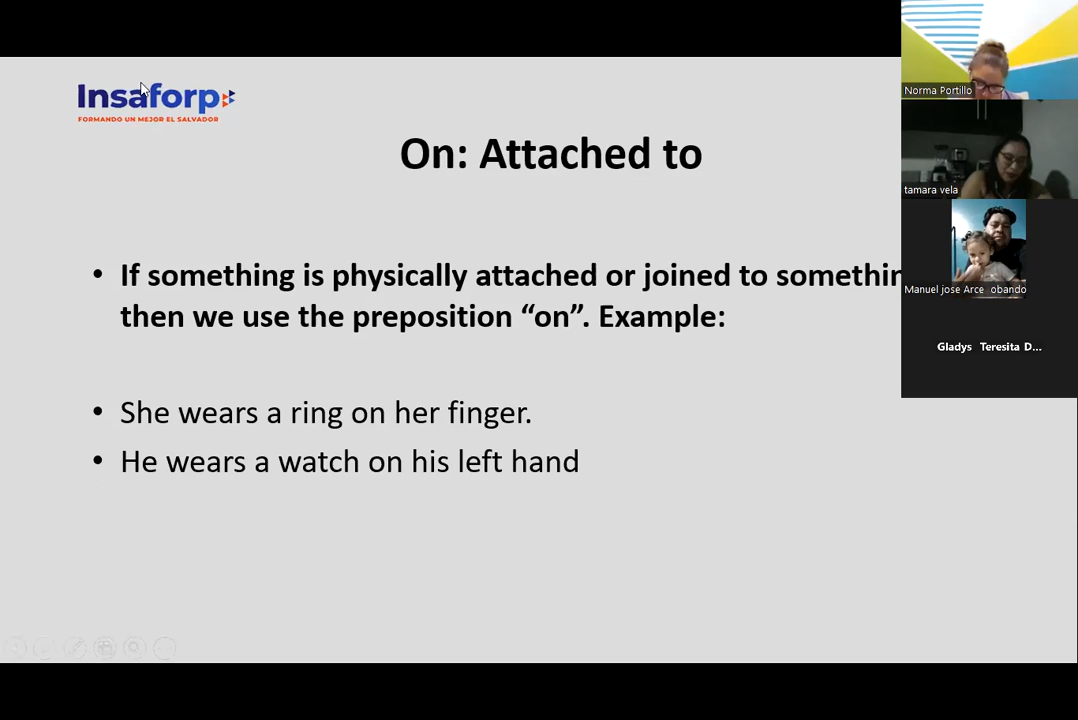 Insaforp
FORMANDO UN MEJOR EL SALVADOR
On: Attached to
• If something is physically attached or joined to
then we use the preposition “on”. Example:
• She wears a ring on her finger.
• He wears a watch on his left hand
Norma Portillo
tamara vela
Manuel jose Arce obando
Gladys Teresita D...